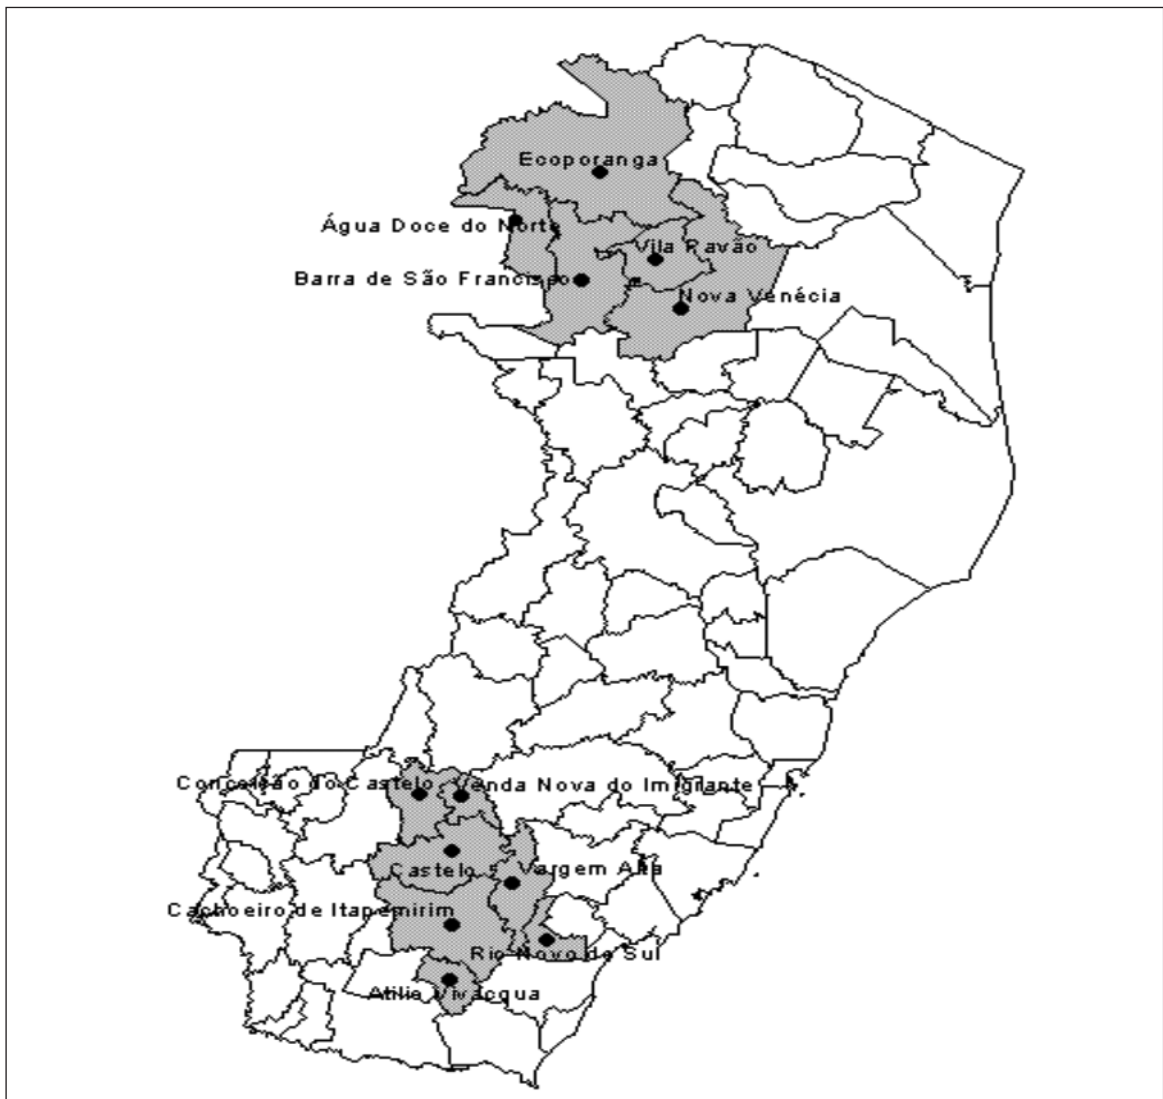 Ecoporanga
Água Doce do Norte
Vila Pavão
Barra de São Francisco
Nova Venécia
Conceição do Castelo
Venda Nova do Imigrante
Castelo
Vargem Alta
Cachoeiro de Itapemirim
Rio Novo do Sul
Atilio Vivacqua